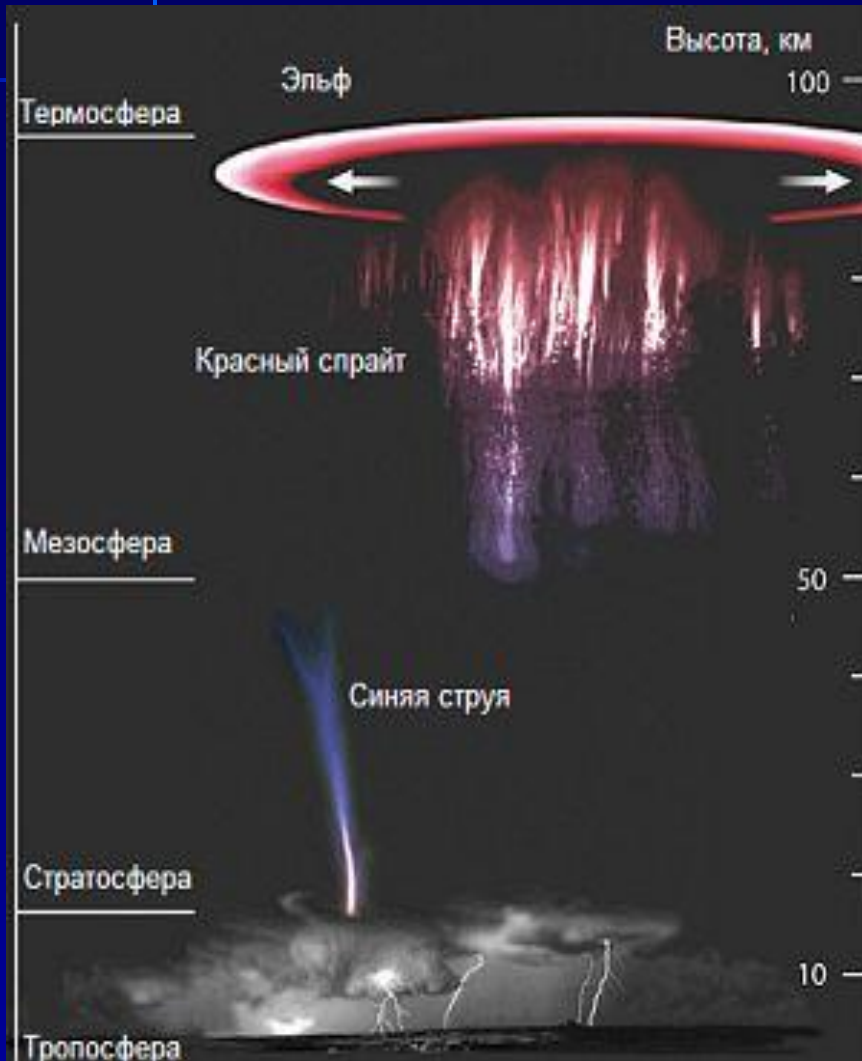 Высота, км
Эльф
100
Термосфера
Красный спрайт
Мезосфера
50
Синяя струя
Стратосфера
10
Тропосфера